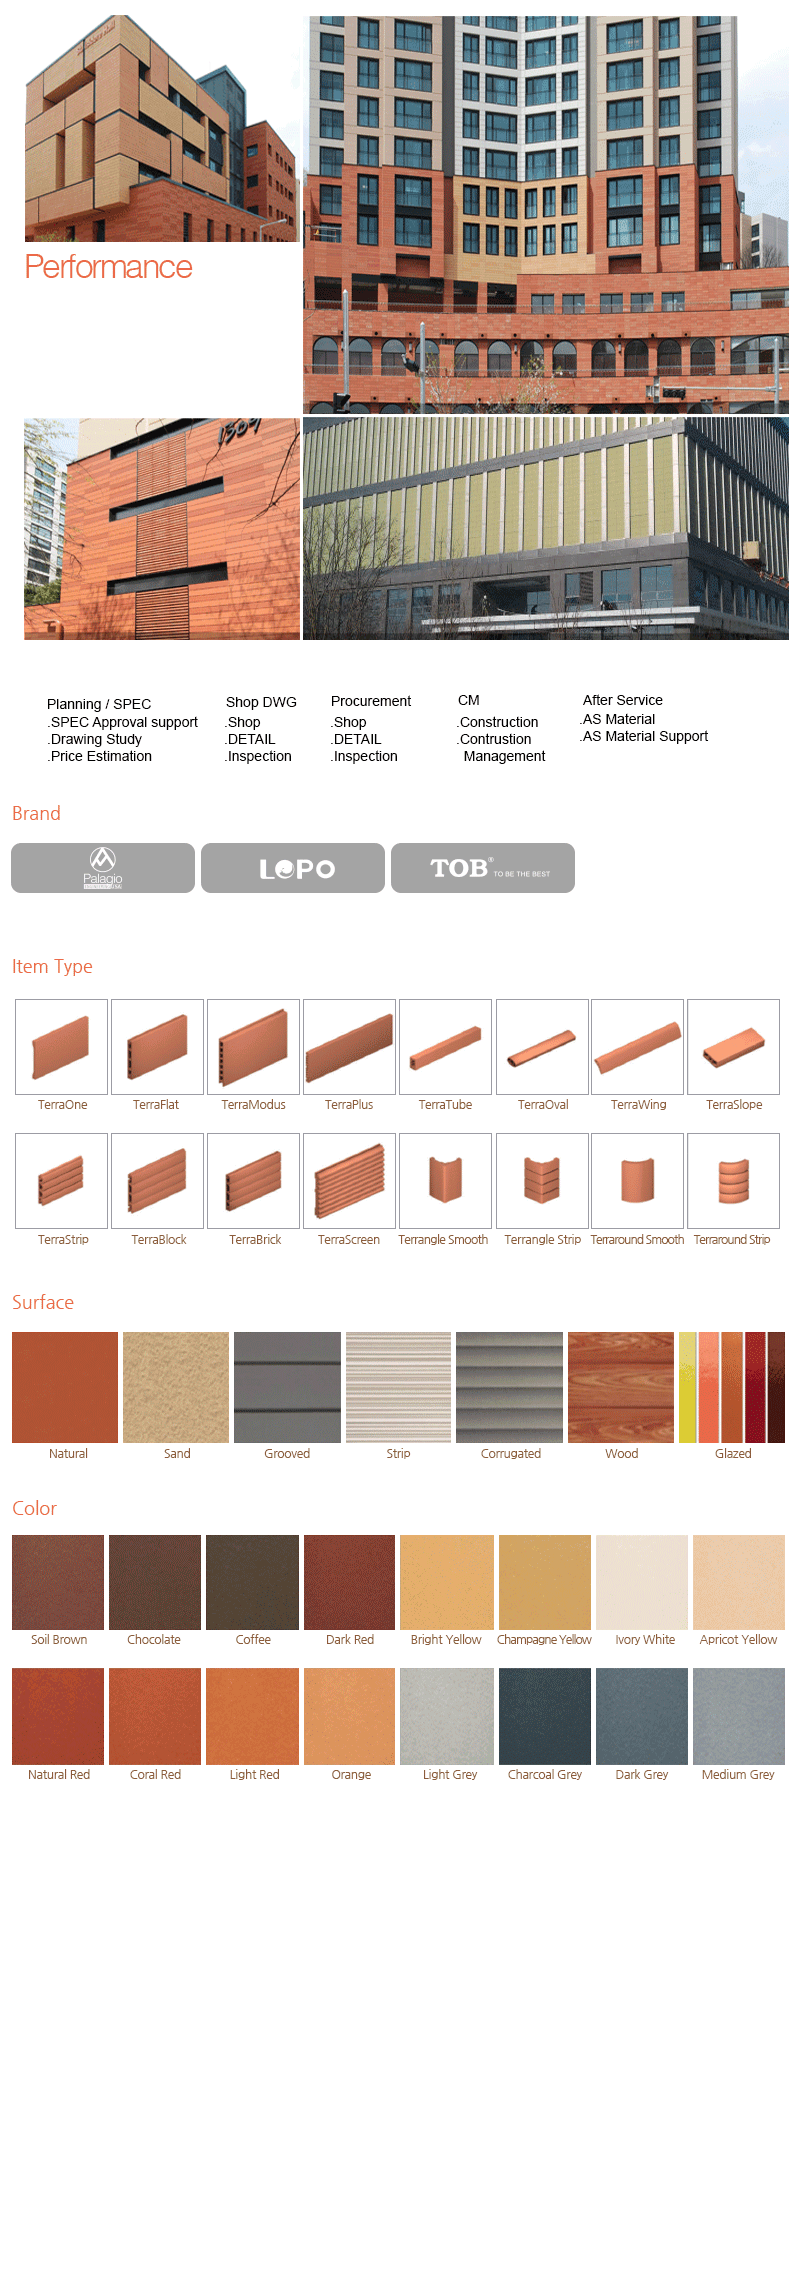 1309
Performance
Planning / SPEC
.SPEC Approval support
.Drawing Study
.Price Estimation
Shop DWG
.Shop
.DETAIL
.Inspection
Procurement
.Shop
.DETAIL
.Inspection
CM
.Construction
.Contrustion
Management
After Service
.AS Material
.AS Material Support
Brand
Palagio
LOPO
TOB® TO BE THE BEST
Item Type
TerraOne TerraFlat TerraModus TerraPlus TerraTube TerraOval TerraWing TerraSlope
TerraStrip TerraBlock TerraBrick TerraScreen Terrangle Smooth Terrangle Strip Terraround Smooth Terraround Strip
Surface
Natural Sand Grooved Strip Corrugated Wood Glazed
Color
Soil Brown Chocolate Coffee Dark Red Bright Yellow Champagne Yellow Ivory White Apricot Yellow
Natural Red Coral Red Light Red Orange Light Grey Charcoal Grey Dark Grey Medium Grey